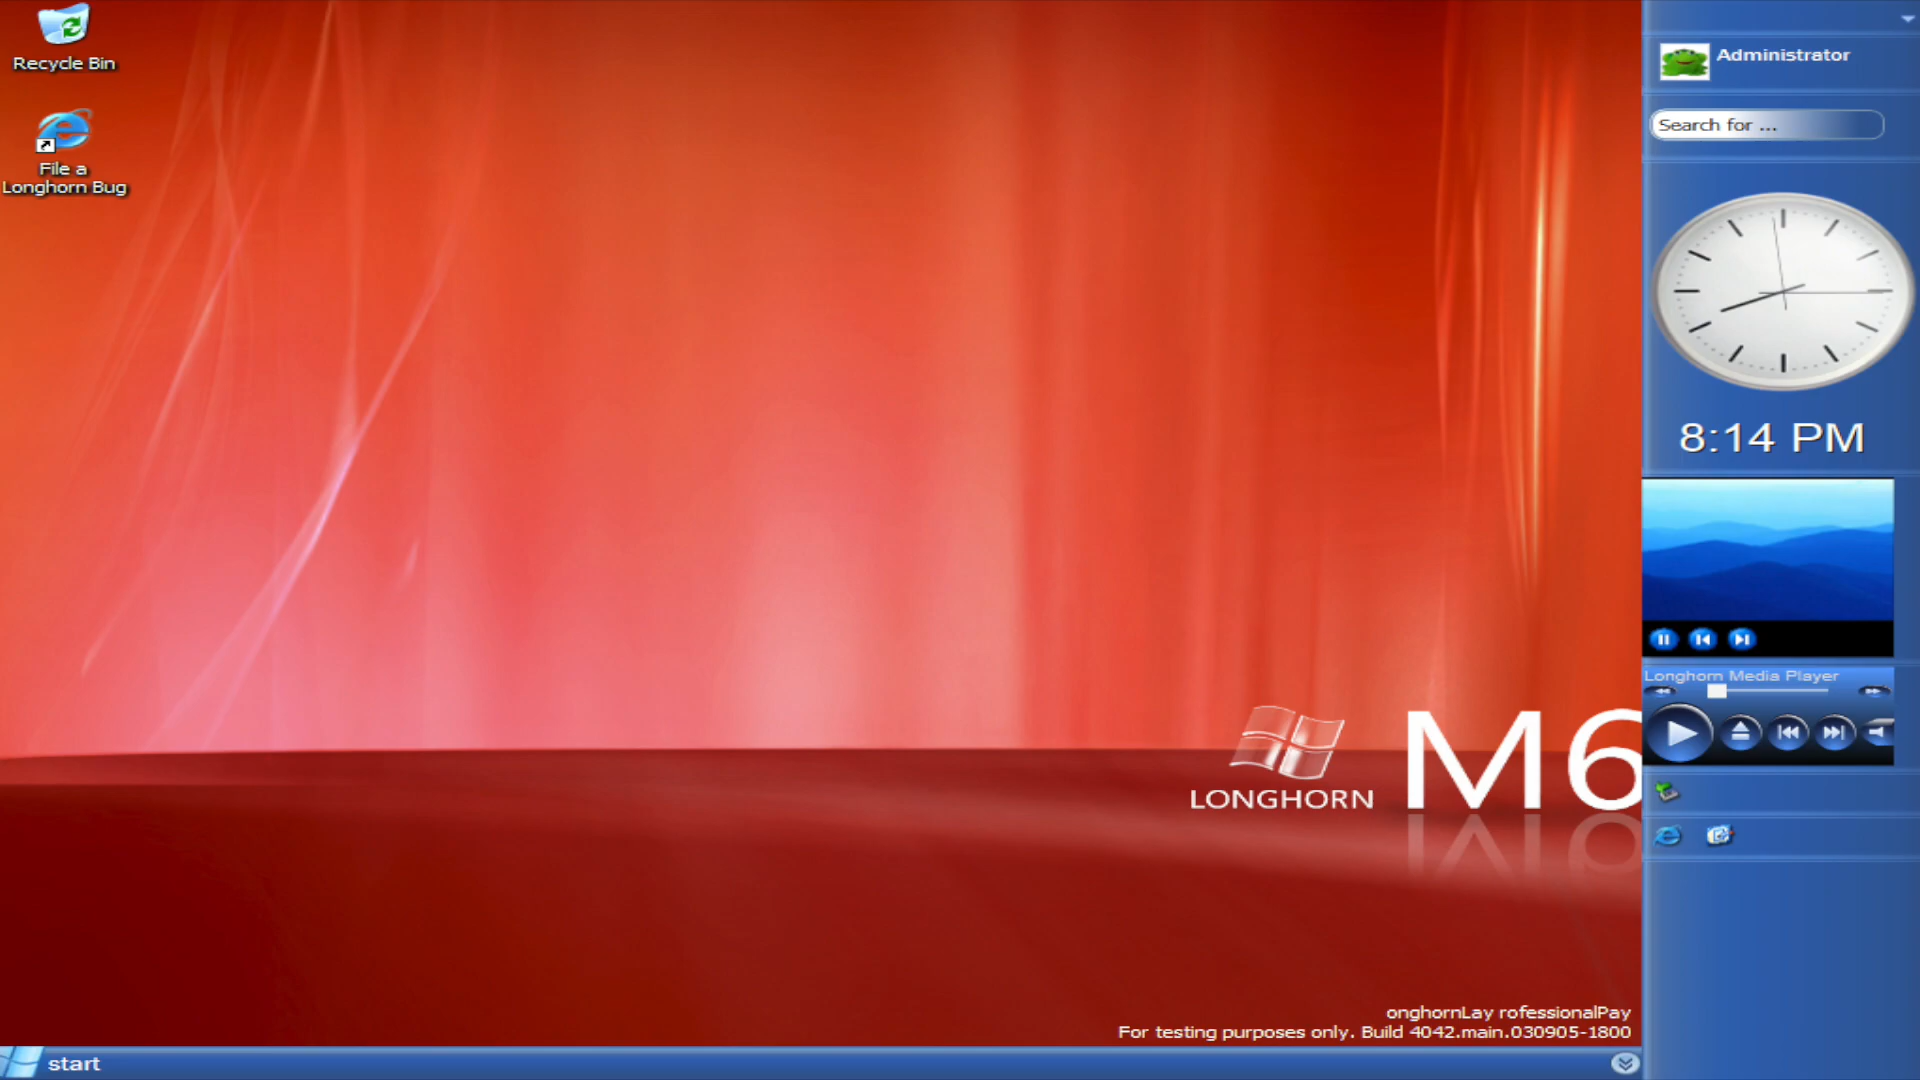 Recycle Bin
File a
Longhorn Bug
Administrator
Search for ...
8:14 PM
Longhorn Media Player
LONGHORN
M6
onghornLay rofessionalPay
For testing purposes only. Build 4042.main.030905-1800
start